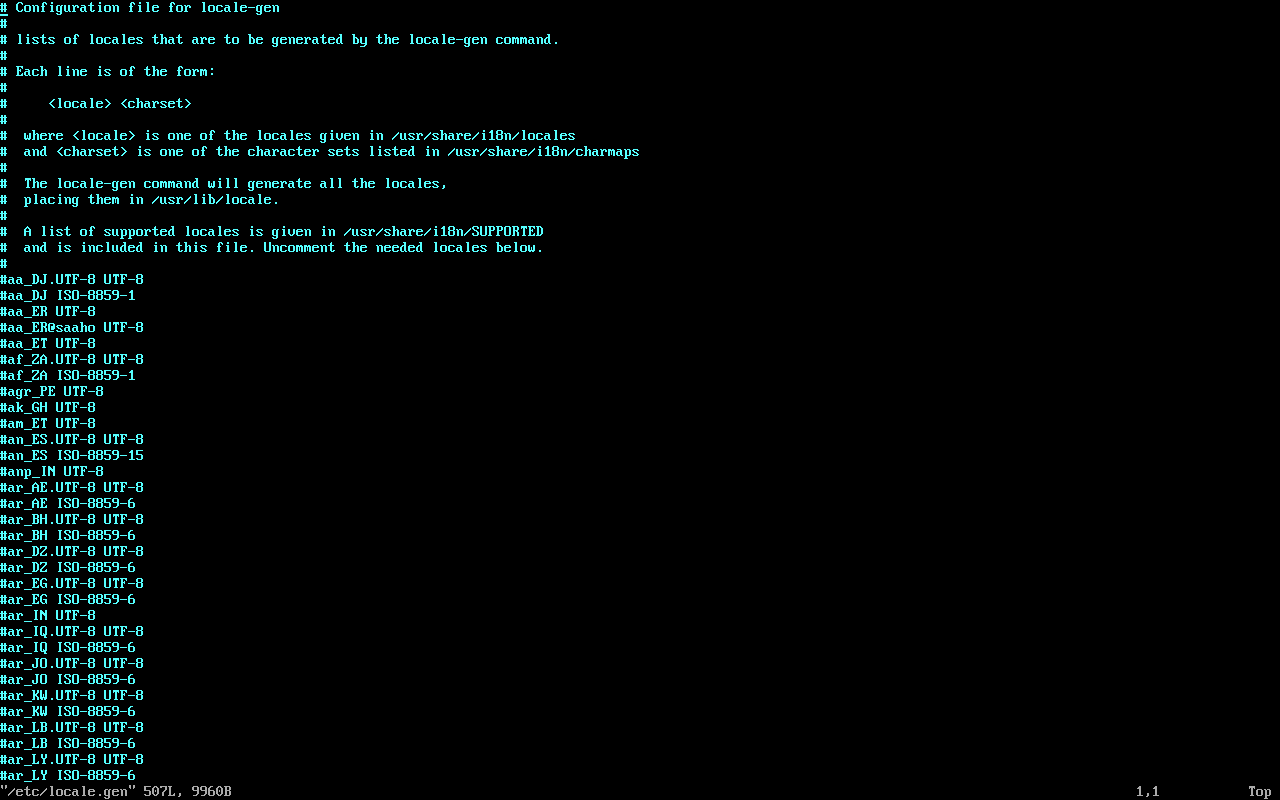 # Configuration file for locale-gen
#
# lists of locales that are to be generated by the locale-gen command.
#
# Each line is of the form:
#
#     <locale> <charset>
#
#  where <locale> is one of the locales given in /usr/share/i18n/locales
#  and <charset> is one of the character sets listed in /usr/share/i18n/charmaps
#
#  The locale-gen command will generate all the locales,
#  placing them in /usr/lib/locale.
#
#  A list of supported locales is given in /usr/share/i18n/SUPPORTED
#  and is included in this file. Uncomment the needed locales below.
#
#aa_DJ.UTF-8 UTF-8
#aa_DJ ISO-8859-1
#aa_ER UTF-8
#aa_ER@saaho UTF-8
#aa_ET UTF-8
#af_ZA.UTF-8 UTF-8
#af_ZA ISO-8859-1
#agr_PE UTF-8
#ak_GH UTF-8
#am_ET UTF-8
#an_ES.UTF-8 UTF-8
#an_ES ISO-8859-15
#anp_IN UTF-8
#ar_AE.UTF-8 UTF-8
#ar_AE ISO-8859-6
#ar_BH.UTF-8 UTF-8
#ar_BH ISO-8859-6
#ar_DZ.UTF-8 UTF-8
#ar_DZ ISO-8859-6
#ar_EG.UTF-8 UTF-8
#ar_EG ISO-8859-6
#ar_IN UTF-8
#ar_IQ.UTF-8 UTF-8
#ar_IQ ISO-8859-6
#ar_JO.UTF-8 UTF-8
#ar_JO ISO-8859-6
#ar_KW.UTF-8 UTF-8
#ar_KW ISO-8859-6
#ar_LB.UTF-8 UTF-8
#ar_LB ISO-8859-6
#ar_LY.UTF-8 UTF-8
#ar_LY ISO-8859-6
"/etc/locale.gen" 507L, 9960B 1,1 Top